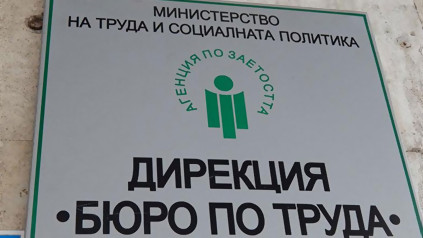 МИНИСТЕРСТВО
НА ТРУДА И СОЦИАЛНАТА ПОЛИТИКА
АГЕНЦИЯ ПО ЗАЕТОСТТА
ДИРЕКЦИЯ
•БЮРО ПО ТРУДА•